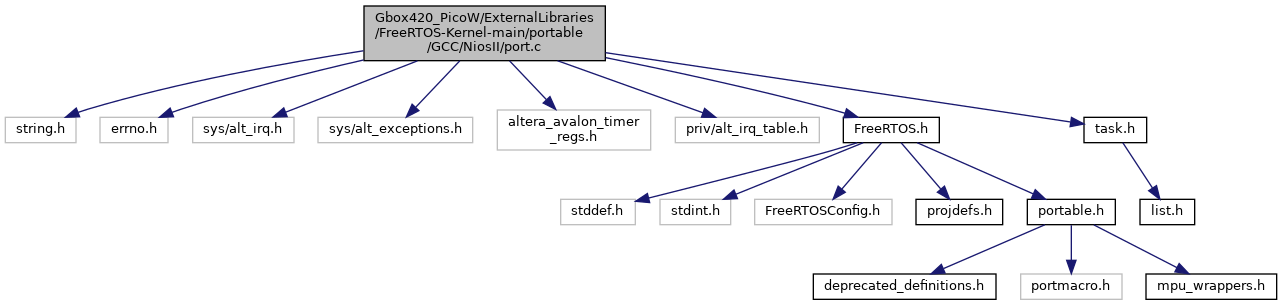 Gbox420_PicoW/ExternalLibraries
/FreeRTOS-Kernel-main/portable
/GCC/NiosII/port.c
string.h
errno.h
sys/alt_irq.h
sys/alt_exceptions.h
altera_avalon_timer
_regs.h
priv/alt_irq_table.h
FreeRTOS.h
task.h
stddef.h
stdint.h
FreeRTOSConfig.h
projdefs.h
portable.h
list.h
deprecated_definitions.h
portmacro.h
mpu_wrappers.h